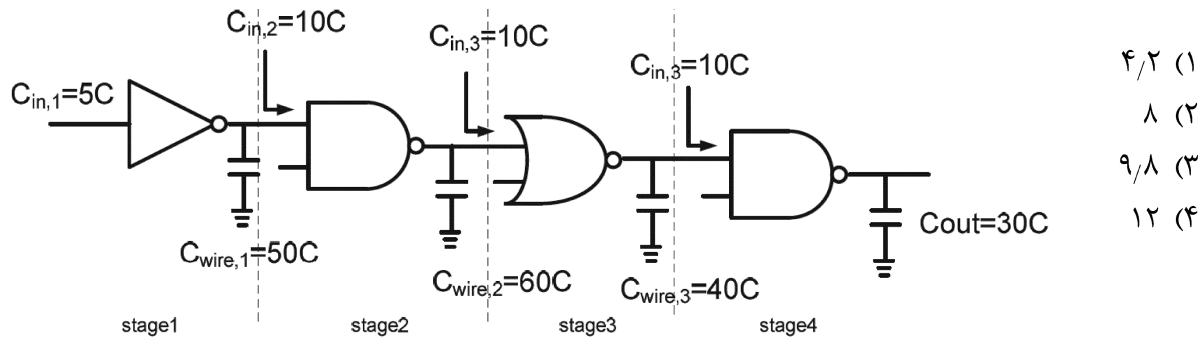 C_in,1=5C
C_in,2=10C
C_in,3=10C
C_in,3=10C
C_wire,1=50C
C_wire,2=60C
C_wire,3=40C
Cout=30C
stage1
stage2
stage3
stage4
۱) ۴٫۲
۲) ۸
۳) ۹٫۸
۴) ۱۲